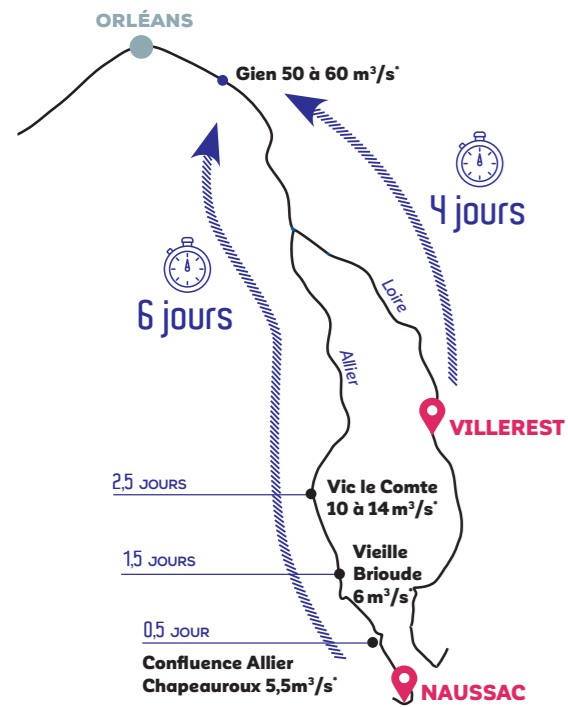 ORLÉANS
Gien 50 à 60 m³/s*
4 jours
6 jours
Loire
Allier
VILLEREST
2,5 JOURS
Vic le Comte
10 à 14 m³/s*
1,5 JOURS
Vieille
Brioude
6 m³/s*
0,5 JOUR
Confluence Allier
Chapeauroux 5,5m³/s*
NAUSSAC